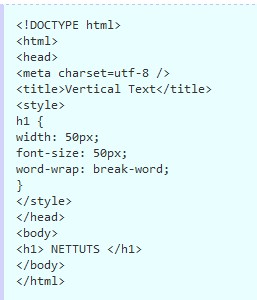 <!DOCTYPE html>
<html>
<head>
<meta charset=utf-8 />
<title>Vertical Text</title>
<style>
h1 {
width: 50px;
font-size: 50px;
word-wrap: break-word;
}
</style>
</head>
<body>
<h1> NETTUTS </h1>
</body>
</html>